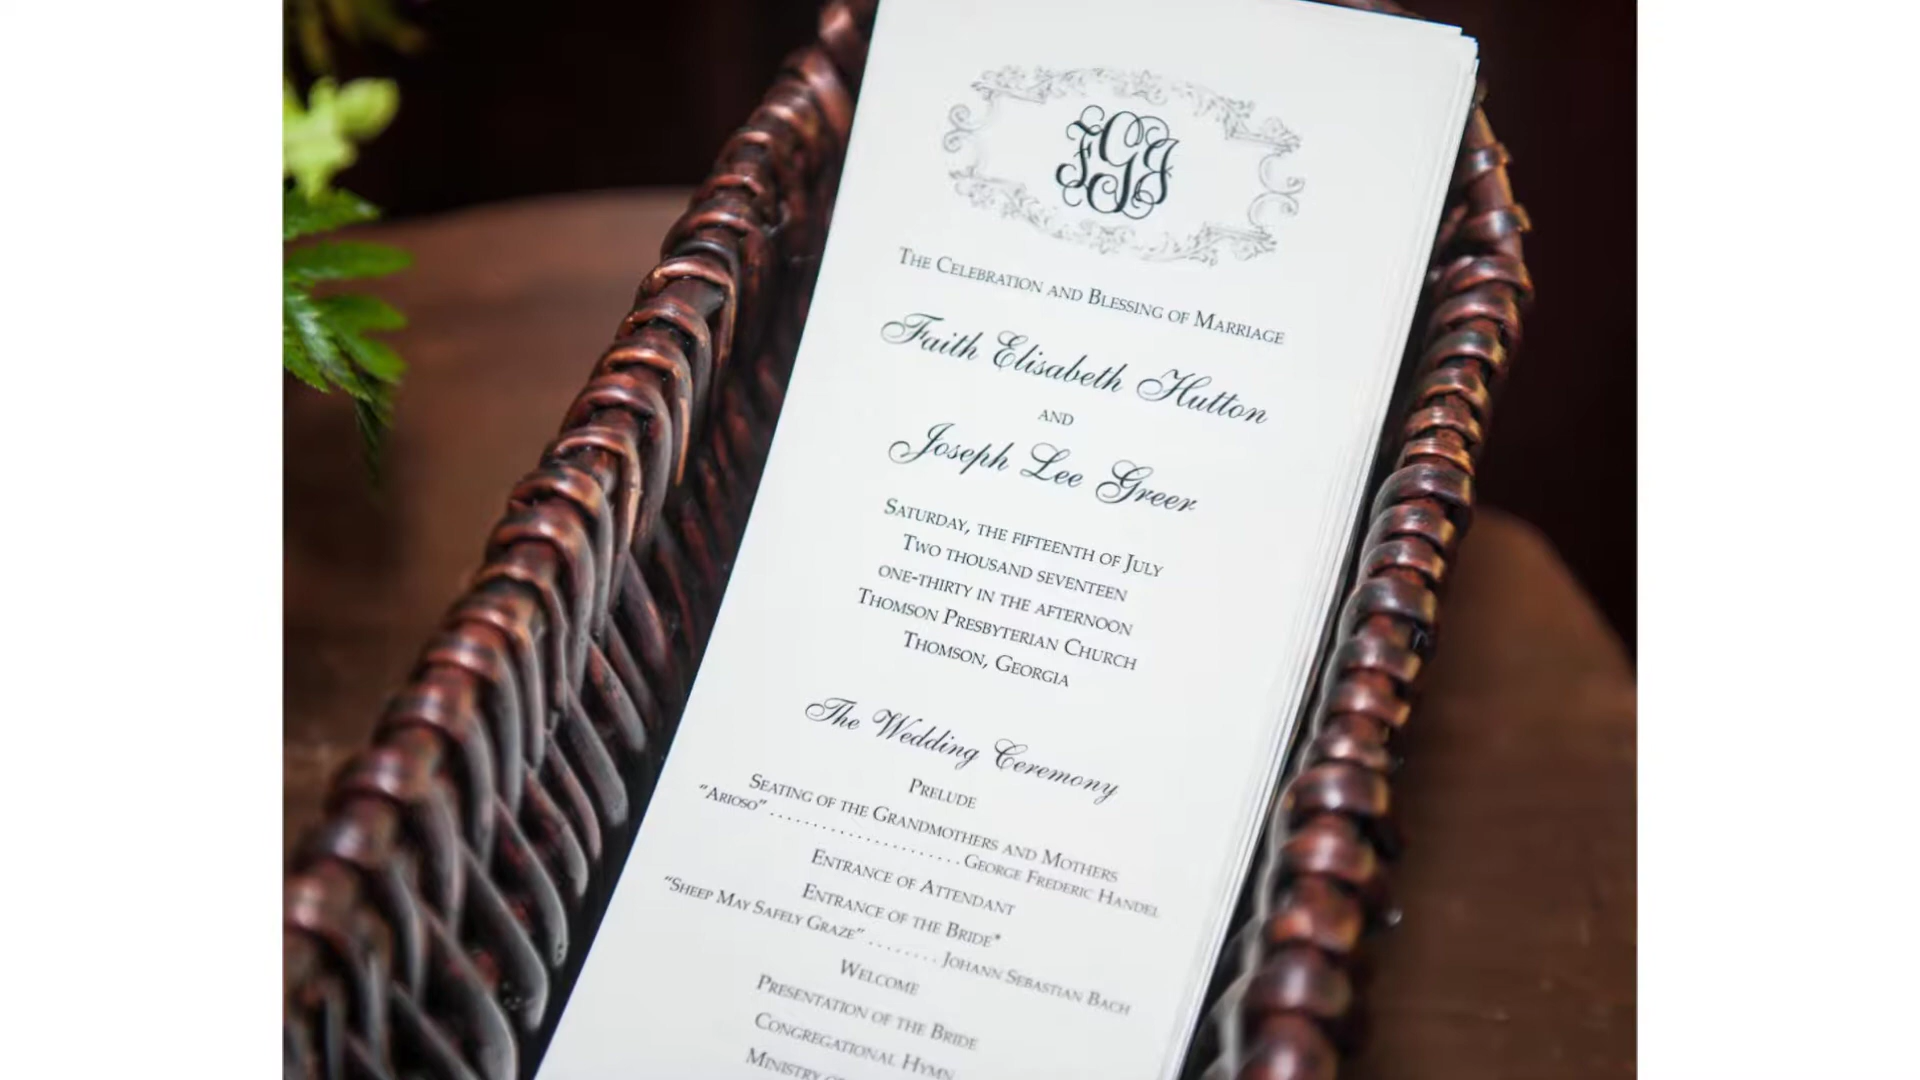 FGJ
The Celebration and Blessing of Marriage
Faith Elisabeth Hutton
and
Joseph Lee Greer
Saturday, the fifteenth of July
Two thousand seventeen
one-thirty in the afternoon
Thomson Presbyterian Church
Thomson, Georgia
The Wedding Ceremony
Prelude
Seating of the Grandmothers and Mothers
“Arioso” . . . . . . . . . . . . . . . . . . . . . . . George Frederic Handel
Entrance of Attendant
Entrance of the Bride*
“Sheep May Safely Graze” . . . . . . . . Johann Sebastian Bach
Welcome
Presentation of the Bride
Congregational Hymn
Ministry